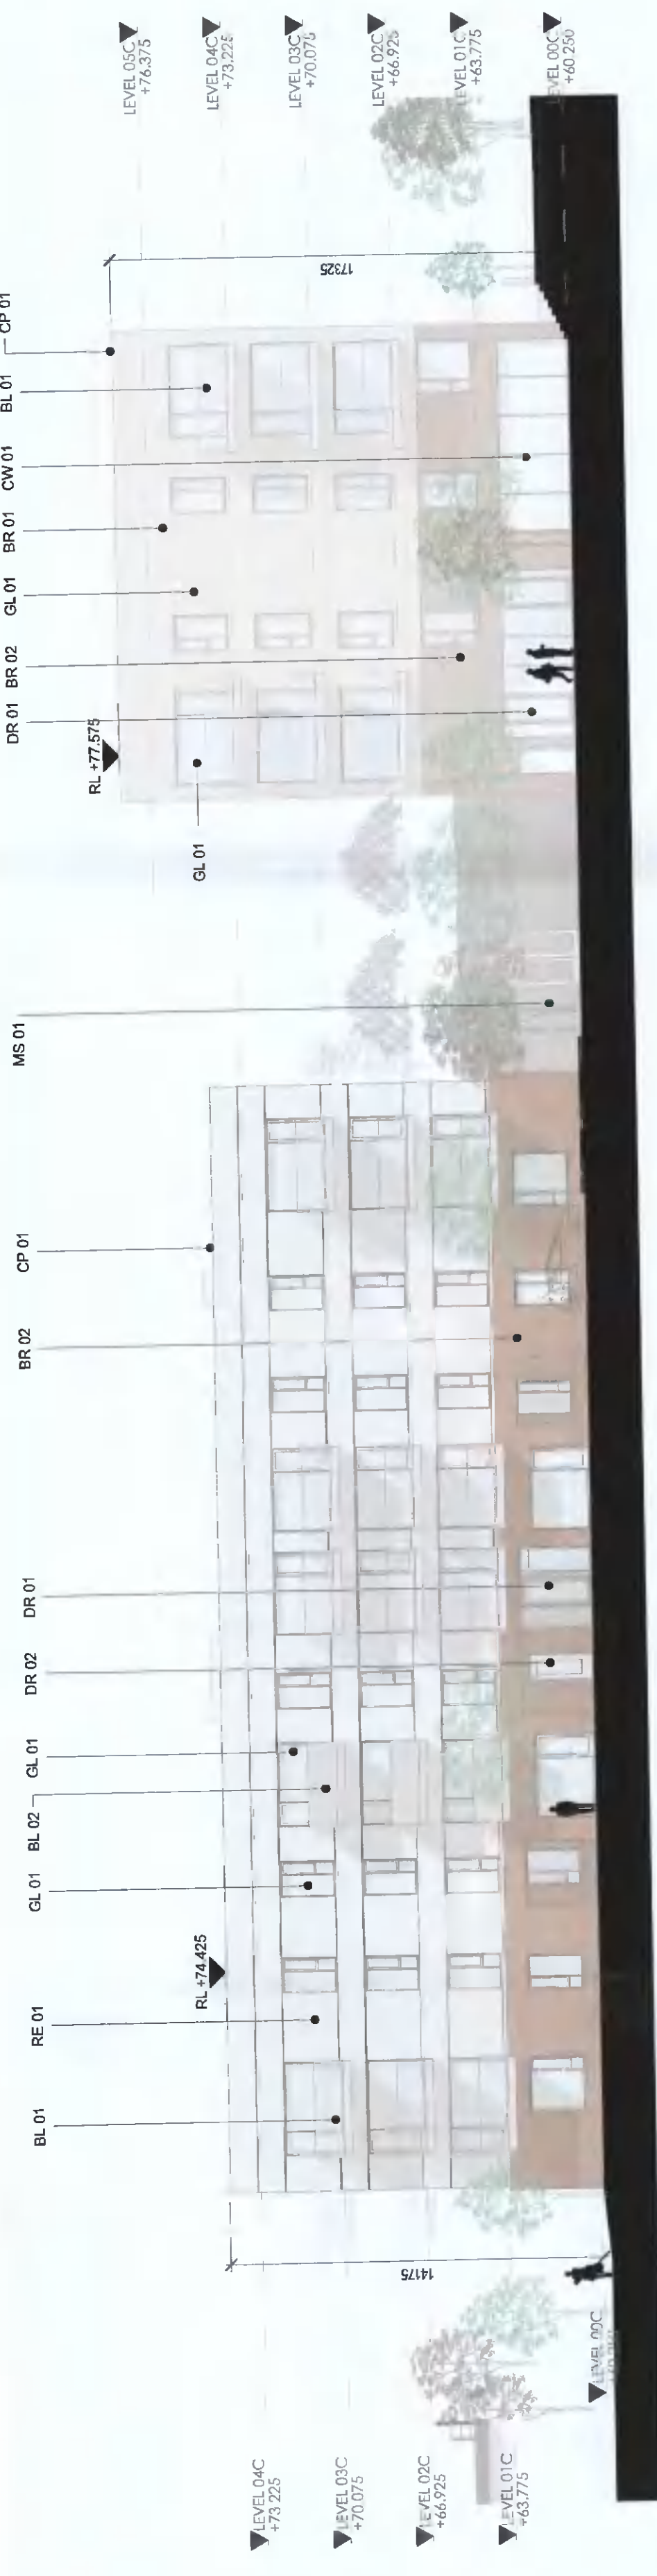 LEVEL 05C
+76.375
LEVEL 04C
+73.225
LEVEL 03C
+70.075
LEVEL 02C
+66.925
LEVEL 01C
+63.775
LEVEL 00C
+60.250
17325
CP 01
BL 01
CW 01
BR 01
GL 01
BR 02
DR 01
RL +77.575
GL 01
MS 01
CP 01
BR 02
DR 01
DR 02
GL 01
BL 02
GL 01
RL +74.425
RE 01
BL 01
14175
LEVEL 04C
+73 225
LEVEL 03C
+70.075
LEVEL 02C
+66.925
LEVEL 01C
+63.775
LEVEL 00C